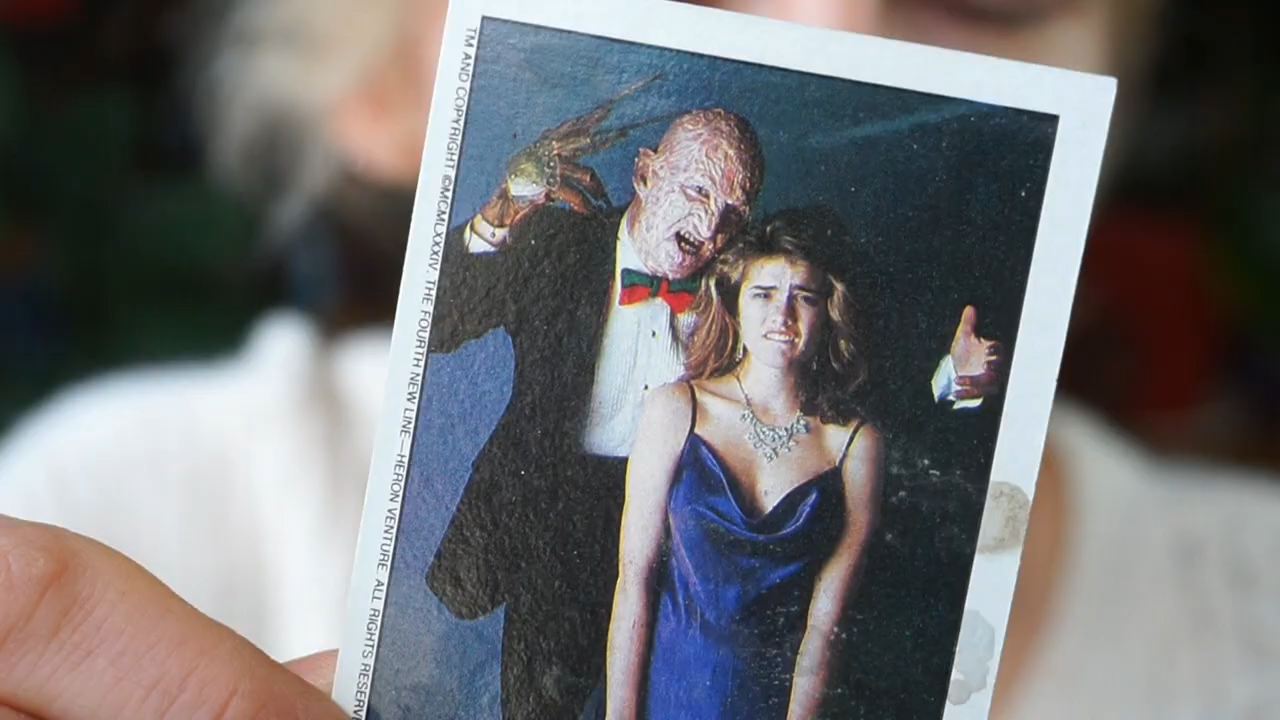 TM AND COPYRIGHT ©MCMLXXXIV. THE FOURTH NEW LINE—HERON VENTURE. ALL RIGHTS RESERV